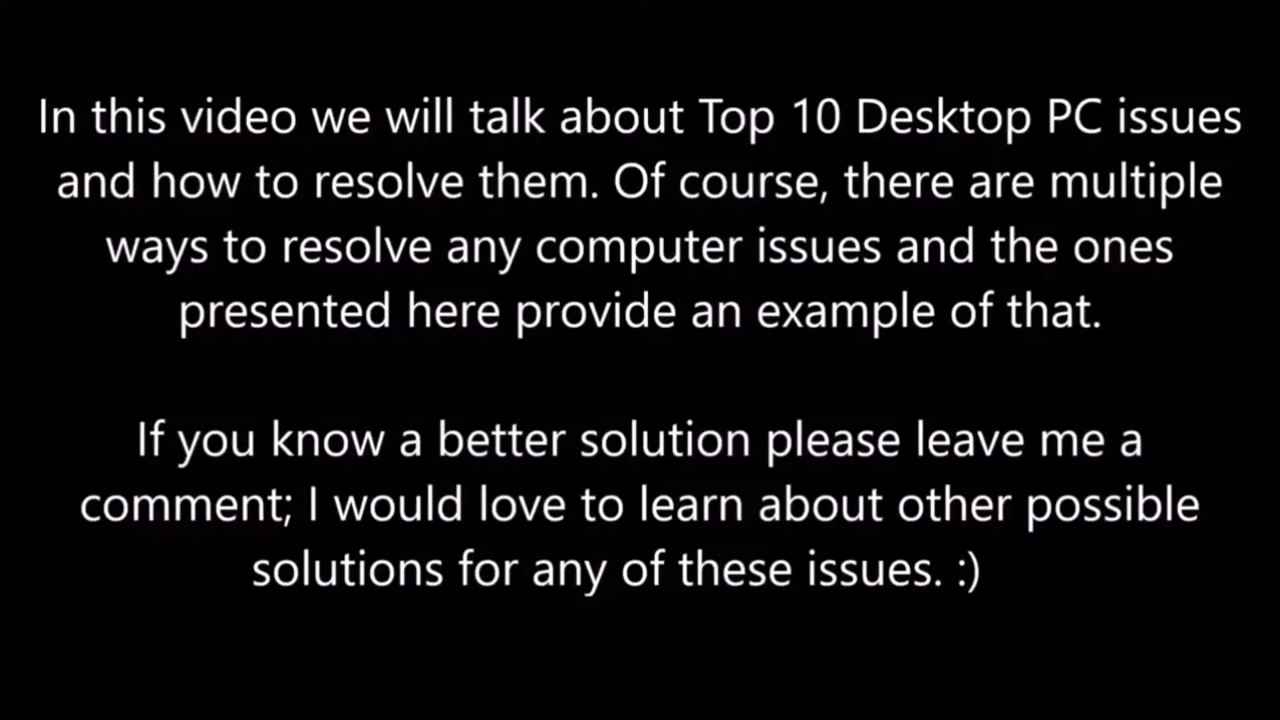 In this video we will talk about Top 10 Desktop PC issues
and how to resolve them. Of course, there are multiple
ways to resolve any computer issues and the ones
presented here provide an example of that.
If you know a better solution please leave me a
comment; I would love to learn about other possible
solutions for any of these issues. :)